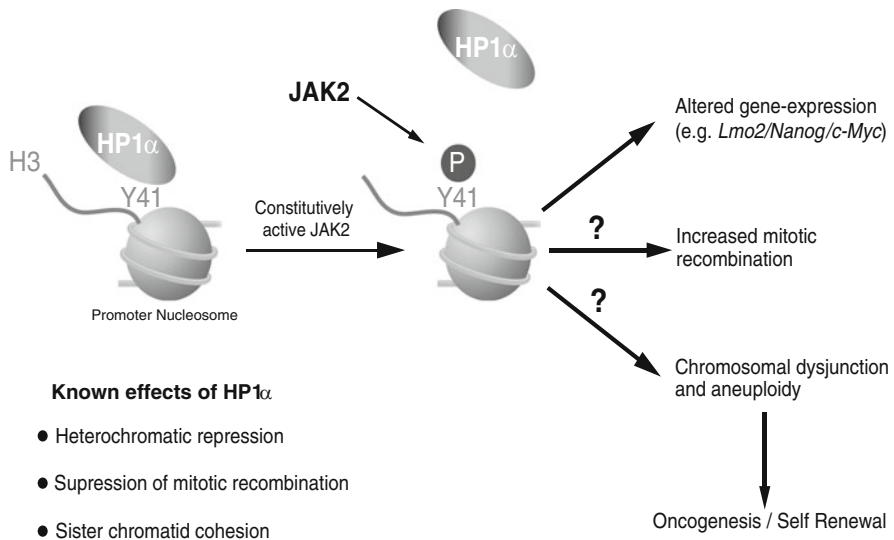 HP1α
JAK2
Altered gene-expression
(e.g. Lmo2/Nanog/c-Myc)
HP1α
H3
P
Y41
Y41
Constitutively
active JAK2
?
Increased mitotic
recombination
?
Promoter Nucleosome
Chromosomal dysjunction
and aneuploidy
Known effects of HP1α
● Heterochromatic repression
● Supression of mitotic recombination
● Sister chromatid cohesion
Oncogenesis / Self Renewal